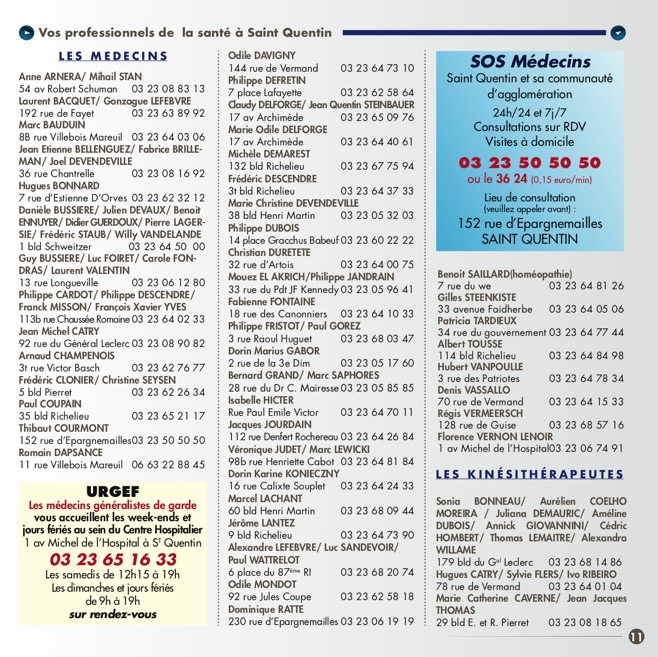 Vos professionnels de la santé à Saint Quentin
LES MEDECINS
Anne ARNERA/ Mihail STAN
54 av Robert Schuman 03 23 08 83 13
Laurent BACQUET/ Gonzague LEFEBVRE
192 rue de Fayet 03 23 63 89 92
Marc BAUDUIN
8B rue Villebois Mareuil 03 23 64 03 06
Jean Etienne BELLENGUEZ/ Fabrice BRILLE-
MAN/ Joel DEVENDEVILLE
36 rue Chantrelle 03 23 08 16 92
Hugues BONNARD
7 rue d'Estienne D'Orves 03 23 62 32 12
Danièle BUSSIERE/ Julien DEVAUX/ Benoit
ENNUYER/ Didier GUERDOUX/ Pierre LAGER-
SIE/ Frédéric STAUB/ Willy VANDELANDE
1 bld Schweitzer 03 23 64 50 00
Guy BUSSIERE/ Luc FOIRET/ Carole FON-
DRAS/ Laurent VALENTIN
13 rue Longueville 03 23 06 12 80
Philippe CARDOT/ Philippe DESCENDRE/
Franck MISSON/ François Xavier YVES
113b rue Chaussée Romaine 03 23 64 02 33
Jean Michel CATRY
92 rue du Général Leclerc 03 23 08 90 82
Arnaud CHAMPENOIS
3t rue Victor Basch 03 23 62 76 77
Frédéric CLONIER/ Christine SEYSEN
5 bld Pierret 03 23 62 26 34
Paul COUPAIN
35 bld Richelieu 03 23 65 21 17
Thibaut COURMONT
152 rue d'Epargnemailles03 23 50 50 50
Romain DAPSANCE
11 rue Villebois Mareuil 06 63 22 88 45
URGEF
Les médecins généralistes de garde
vous accueillent les week-ends et
jours fériés au sein du Centre Hospitalier
1 av Michel de l'Hospital à ST Quentin
03 23 65 16 33
Les samedis de 12h15 à 19h
Les dimanches et jours fériés
de 9h à 19h
sur rendez-vous
Odile DAVIGNY
144 rue de Vermand 03 23 64 73 10
Philippe DEFRETIN
7 place Lafayette 03 23 62 58 64
Claudy DELFORGE/ Jean Quentin STEINBAUER
17 av Archimède 03 23 65 09 76
Marie Odile DELFORGE
17 av Archimède 03 23 64 40 61
Michèle DEMAREST
132 bld Richelieu 03 23 67 75 94
Frédéric DESCENDRE
3t bld Richelieu 03 23 64 37 33
Marie Christine DEVENDEVILLE
38 bld Henri Martin 03 23 05 32 03
Philippe DUBOIS
14 place Gracchus Babeuf 03 23 60 22 22
Christian DURETETE
32 rue d'Artois 03 23 64 00 75
Mouez EL AKRICH/Philippe JANDRAIN
33 rue du Pdt JF Kennedy 03 23 05 96 41
Fabienne FONTAINE
18 rue des Canonniers 03 23 64 10 33
Philippe FRISTOT/ Paul GOREZ
3 rue Raoul Huguet 03 23 68 03 47
Dorin Marius GABOR
2 rue de la 3e Dim 03 23 05 17 60
Bernard GRAND/ Marc SAPHORES
28 rue du Dr C. Mairesse 03 23 05 85 85
Isabelle HICTER
Rue Paul Emile Victor 03 23 64 70 11
Jacques JOURDAIN
112 rue Denfert Rochereau 03 23 64 26 84
Véronique JUDET/ Marc LEWICKI
98b rue Henriette Cabot 03 23 64 81 84
Dorin Karine KONIECZNY
16 rue Calixte Souplet 03 23 64 24 33
Marcel LACHANT
60 bld Henri Martin 03 23 68 09 44
Jérôme LANTEZ
9 bld Richelieu 03 23 64 73 90
Alexandre LEFEBVRE/ Luc SANDEVOIR/
Paul WATTRELOT
6 place du 87ème RI 03 23 68 20 74
Odile MONDOT
92 rue Jules Coupe 03 23 62 58 18
Dominique RATTE
230 rue d'Epargnemailles 03 23 06 19 19
SOS Médecins
Saint Quentin et sa communauté
d'agglomération
24h/24 et 7j/7
Consultations sur RDV
Visites à domicile
03 23 50 50 50
ou le 36 24 (0,15 euro/min)
Lieu de consultation
(veuillez appeler avant) :
152 rue d'Epargnemailles
SAINT QUENTIN
Benoit SAILLARD(homéopathie)
7 rue du we 03 23 64 81 26
Gilles STEENKISTE
33 avenue Faidherbe 03 23 64 05 06
Patricia TARDIEUX
34 rue du gouvernement 03 23 64 77 44
Albert TOUSSE
114 bld Richelieu 03 23 64 84 98
Hubert VANPOULLE
3 rue des Patriotes 03 23 64 78 34
Denis VASSALLO
70 rue de Vermand 03 23 64 15 33
Régis VERMEERSCH
128 rue de Guise 03 23 68 57 16
Florence VERNON LENOIR
1 av Michel de l'Hospital03 23 06 74 91
LES KINÉSITHÉRAPEUTES
Sonia BONNEAU/ Aurélien COELHO
MOREIRA / Juliana DEMAURIC/ Améline
DUBOIS/ Annick GIOVANNINI/ Cédric
HOMBERT/ Thomas LEMAITRE/ Alexandra
WILLAME
179 bld du Gal Leclerc 03 23 68 14 86
Hugues CATRY/ Sylvie FLERS/ Ivo RIBEIRO
78 rue de Vermand 03 23 64 01 04
Marie Catherine CAVERNE/ Jean Jacques
THOMAS
29 bld E. et R. Pierret 03 23 08 18 65
11